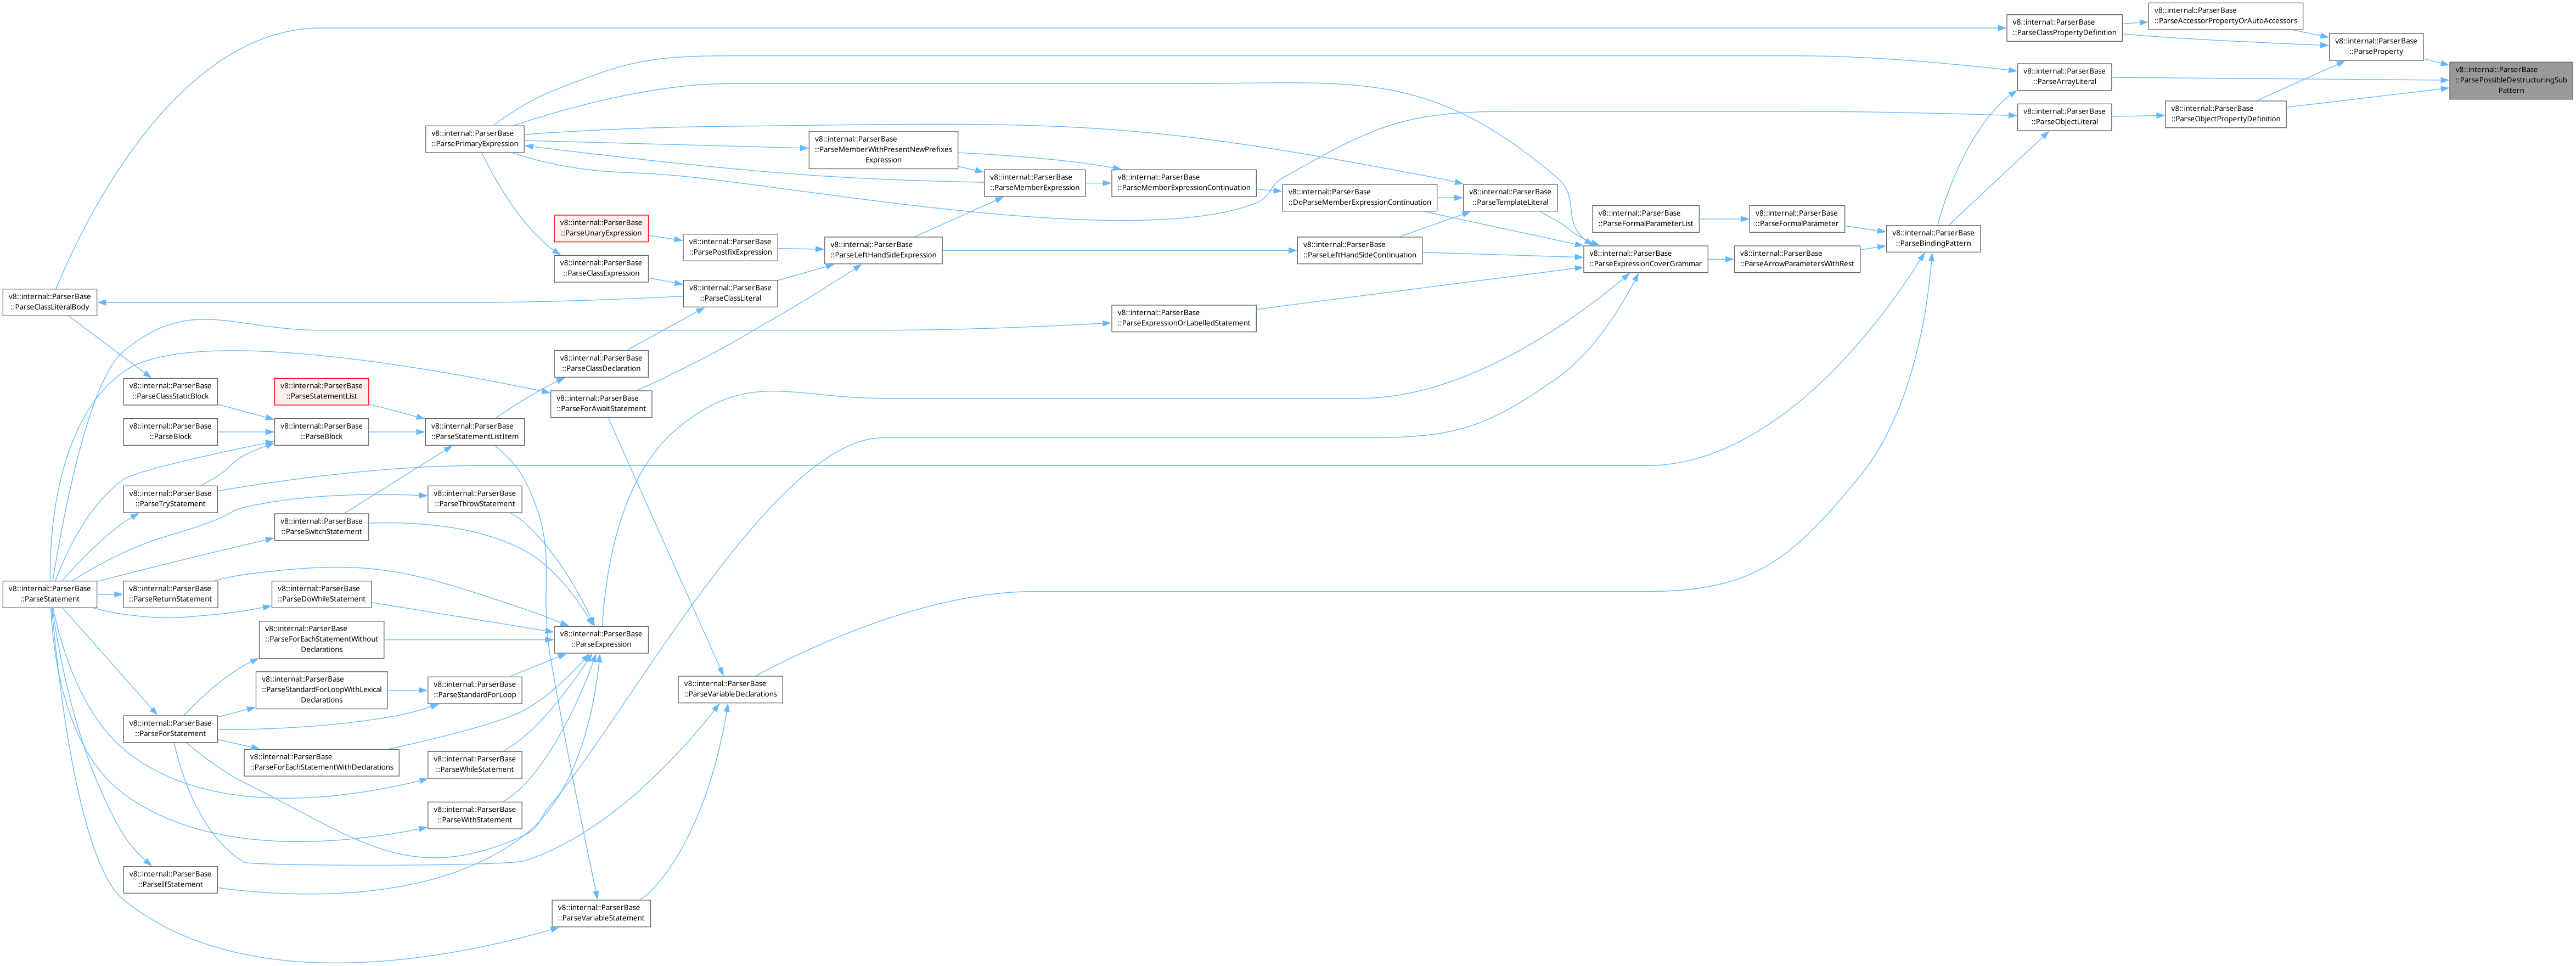 v8::internal::ParserBase
::ParseAccessorPropertyOrAutoAccessors
v8::internal::ParserBase
::ParseClassPropertyDefinition
v8::internal::ParserBase
::ParseProperty
v8::internal::ParserBase
::ParsePossibleDestructuringSub
Pattern
v8::internal::ParserBase
::ParseArrayLiteral
v8::internal::ParserBase
::ParseObjectLiteral
v8::internal::ParserBase
::ParseObjectPropertyDefinition
v8::internal::ParserBase
::ParsePrimaryExpression
v8::internal::ParserBase
::ParseMemberWithPresentNewPrefixes
Expression
v8::internal::ParserBase
::ParseMemberExpression
v8::internal::ParserBase
::ParseMemberExpressionContinuation
v8::internal::ParserBase
::DoParseMemberExpressionContinuation
v8::internal::ParserBase
::ParseTemplateLiteral
v8::internal::ParserBase
::ParseFormalParameterList
v8::internal::ParserBase
::ParseFormalParameter
v8::internal::ParserBase
::ParseBindingPattern
v8::internal::ParserBase
::ParseUnaryExpression
v8::internal::ParserBase
::ParsePostfixExpression
v8::internal::ParserBase
::ParseLeftHandSideExpression
v8::internal::ParserBase
::ParseLeftHandSideContinuation
v8::internal::ParserBase
::ParseExpressionCoverGrammar
v8::internal::ParserBase
::ParseArrowParametersWithRest
v8::internal::ParserBase
::ParseClassExpression
v8::internal::ParserBase
::ParseClassLiteral
v8::internal::ParserBase
::ParseClassLiteralBody
v8::internal::ParserBase
::ParseExpressionOrLabelledStatement
v8::internal::ParserBase
::ParseClassDeclaration
v8::internal::ParserBase
::ParseClassStaticBlock
v8::internal::ParserBase
::ParseStatementList
v8::internal::ParserBase
::ParseForAwaitStatement
v8::internal::ParserBase
::ParseBlock
v8::internal::ParserBase
::ParseBlock
v8::internal::ParserBase
::ParseStatementListItem
v8::internal::ParserBase
::ParseTryStatement
v8::internal::ParserBase
::ParseThrowStatement
v8::internal::ParserBase
::ParseSwitchStatement
v8::internal::ParserBase
::ParseStatement
v8::internal::ParserBase
::ParseReturnStatement
v8::internal::ParserBase
::ParseDoWhileStatement
v8::internal::ParserBase
::ParseForEachStatementWithout
Declarations
v8::internal::ParserBase
::ParseExpression
v8::internal::ParserBase
::ParseStandardForLoopWithLexical
Declarations
v8::internal::ParserBase
::ParseStandardForLoop
v8::internal::ParserBase
::ParseVariableDeclarations
v8::internal::ParserBase
::ParseForStatement
v8::internal::ParserBase
::ParseForEachStatementWithDeclarations
v8::internal::ParserBase
::ParseWhileStatement
v8::internal::ParserBase
::ParseWithStatement
v8::internal::ParserBase
::ParseIfStatement
v8::internal::ParserBase
::ParseVariableStatement